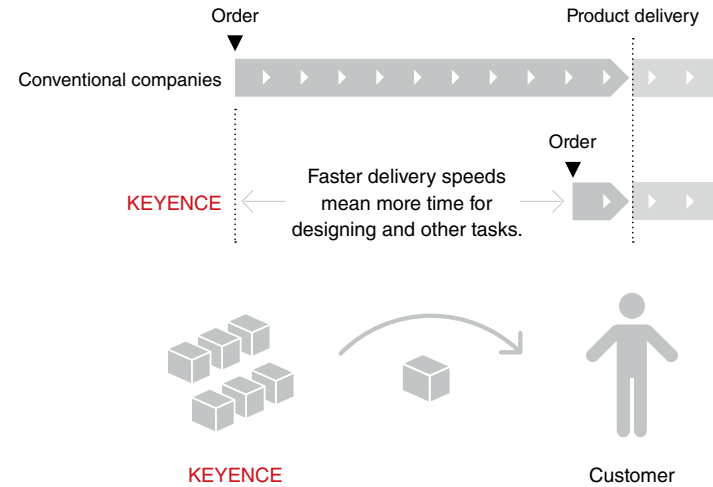 Order
Product delivery
Conventional companies
Order
KEYENCE
Faster delivery speeds
mean more time for
designing and other tasks.
KEYENCE
Customer